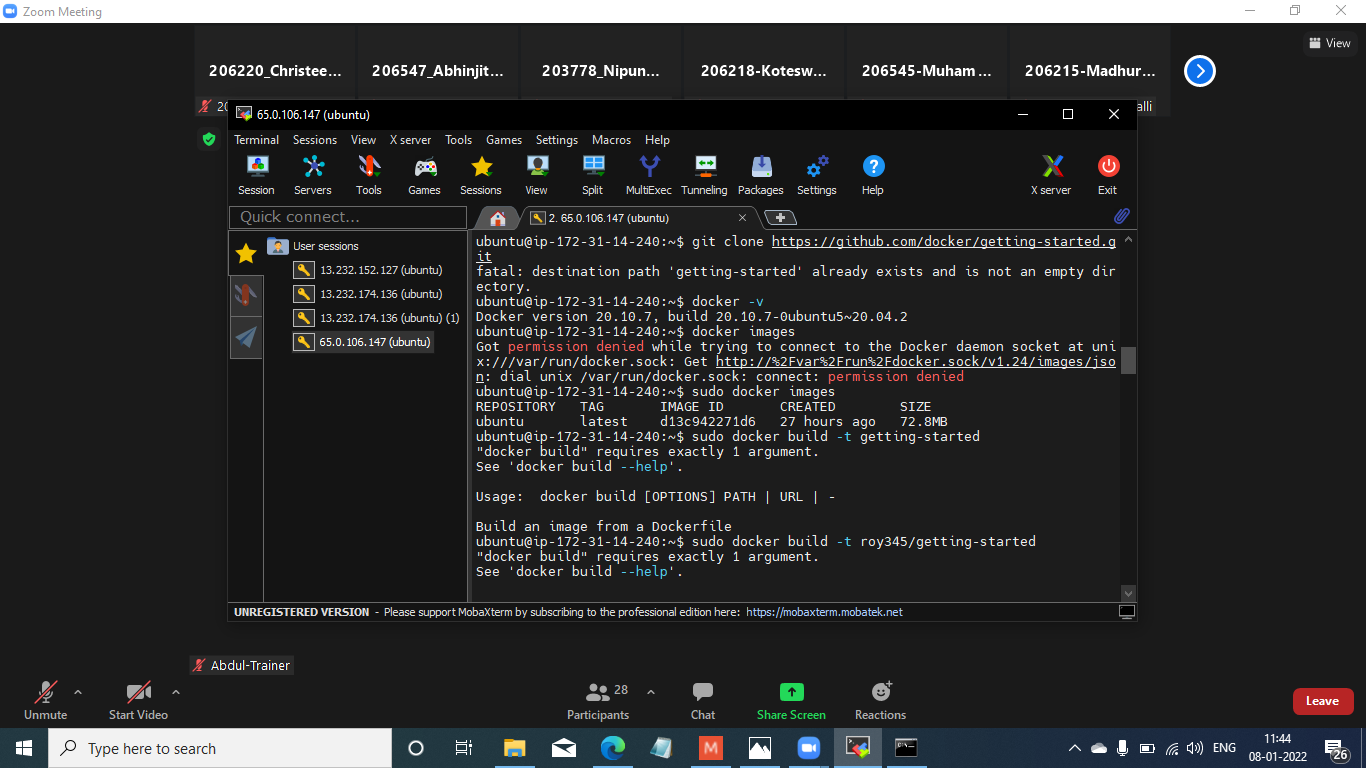 Zoom Meeting
View
206220_Christee...
206547_Abhinjit...
203778_Nipun...
206218-Kotesw...
206545-Muham ...
206215-Madhur...
20
alli
65.0.106.147 (ubuntu)
Terminal Sessions View X server Tools Games Settings Macros Help
Session Servers Tools Games Sessions View Split MultiExec Tunneling Packages Settings Help X server Exit
Quick connect...
2. 65.0.106.147 (ubuntu)
User sessions
13.232.152.127 (ubuntu)
13.232.174.136 (ubuntu)
13.232.174.136 (ubuntu) (1)
65.0.106.147 (ubuntu)
ubuntu@ip-172-31-14-240:~$ git clone https://github.com/docker/getting-started.g
it
fatal: destination path 'getting-started' already exists and is not an empty dir
ectory.
ubuntu@ip-172-31-14-240:~$ docker -v
Docker version 20.10.7, build 20.10.7-0ubuntu5~20.04.2
ubuntu@ip-172-31-14-240:~$ docker images
Got permission denied while trying to connect to the Docker daemon socket at uni
x:///var/run/docker.sock: Get http://%2Fvar%2Frun%2Fdocker.sock/v1.24/images/jso
n: dial unix /var/run/docker.sock: connect: permission denied
ubuntu@ip-172-31-14-240:~$ sudo docker images
REPOSITORY TAG IMAGE ID CREATED SIZE
ubuntu latest d13c942271d6 27 hours ago 72.8MB
ubuntu@ip-172-31-14-240:~$ sudo docker build -t getting-started
"docker build" requires exactly 1 argument.
See 'docker build --help'.
Usage: docker build [OPTIONS] PATH | URL | -
Build an image from a Dockerfile
ubuntu@ip-172-31-14-240:~$ sudo docker build -t roy345/getting-started
"docker build" requires exactly 1 argument.
See 'docker build --help'.
UNREGISTERED VERSION - Please support MobaXterm by subscribing to the professional edition here: https://mobaxterm.mobatek.net
Abdul-Trainer
Unmute
Start Video
28
Participants
Chat
Share Screen
Reactions
Leave
Type here to search
M
ENG
11:44
08-01-2022
26